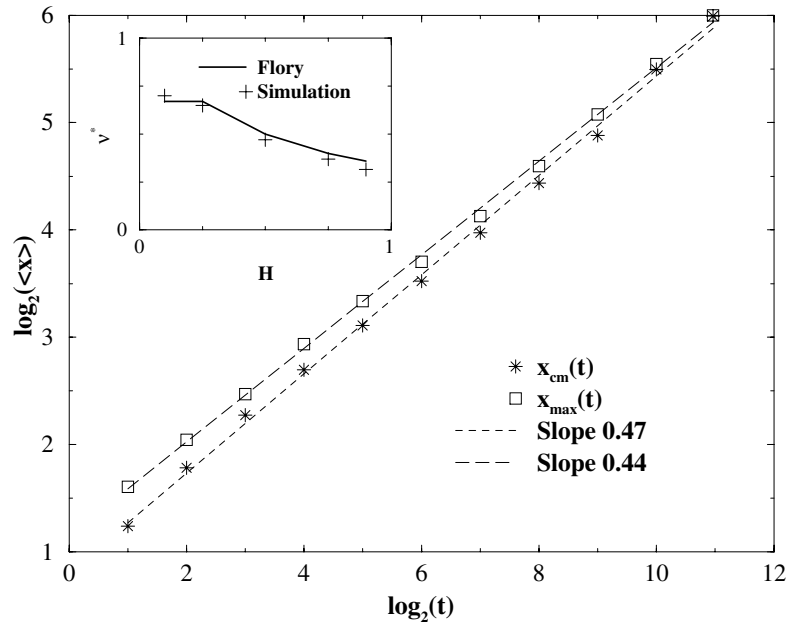 6
5
4
3
2
1
log₂(<x>)
0
2
4
6
8
10
12
log₂(t)
1
0
ν*
0
1
H
Flory
Simulation
x_cm(t)
x_max(t)
Slope 0.47
Slope 0.44